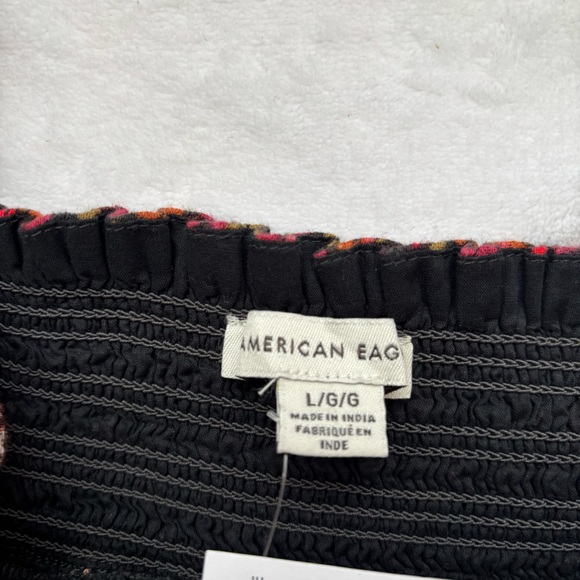 AMERICAN EAG
L/G/G
MADE IN INDIA
FABRIQUÉ EN
INDE